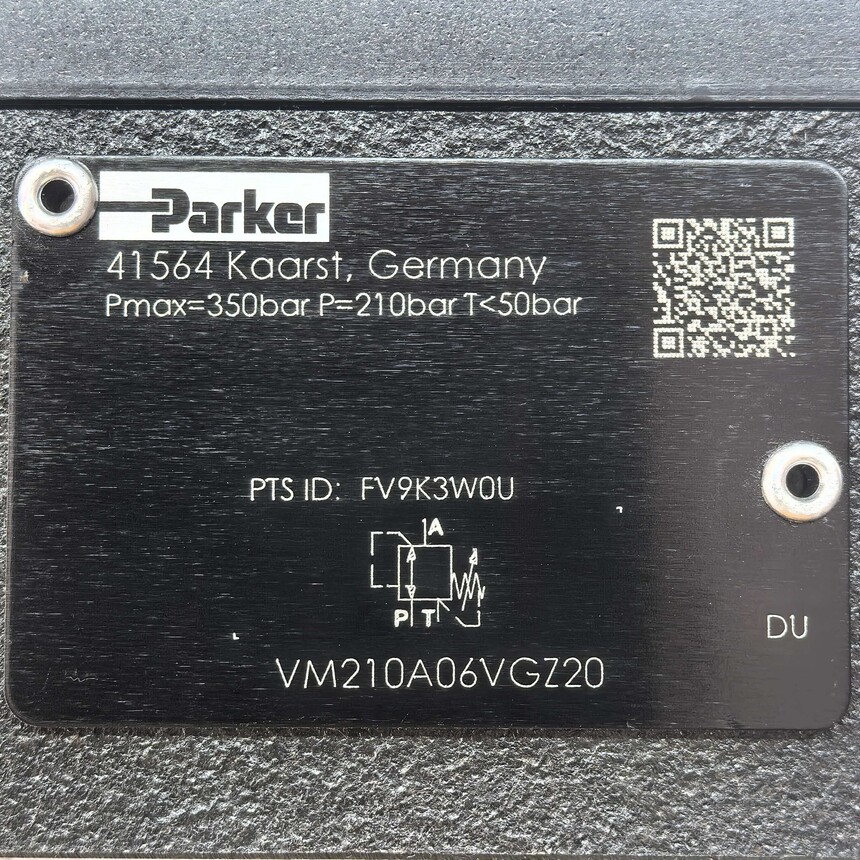 Parker
41564 Kaarst, Germany
Pmax=350bar P=210bar T<50bar
PTS ID: FV9K3W0U
A
P T
DU
VM210A06VGZ20